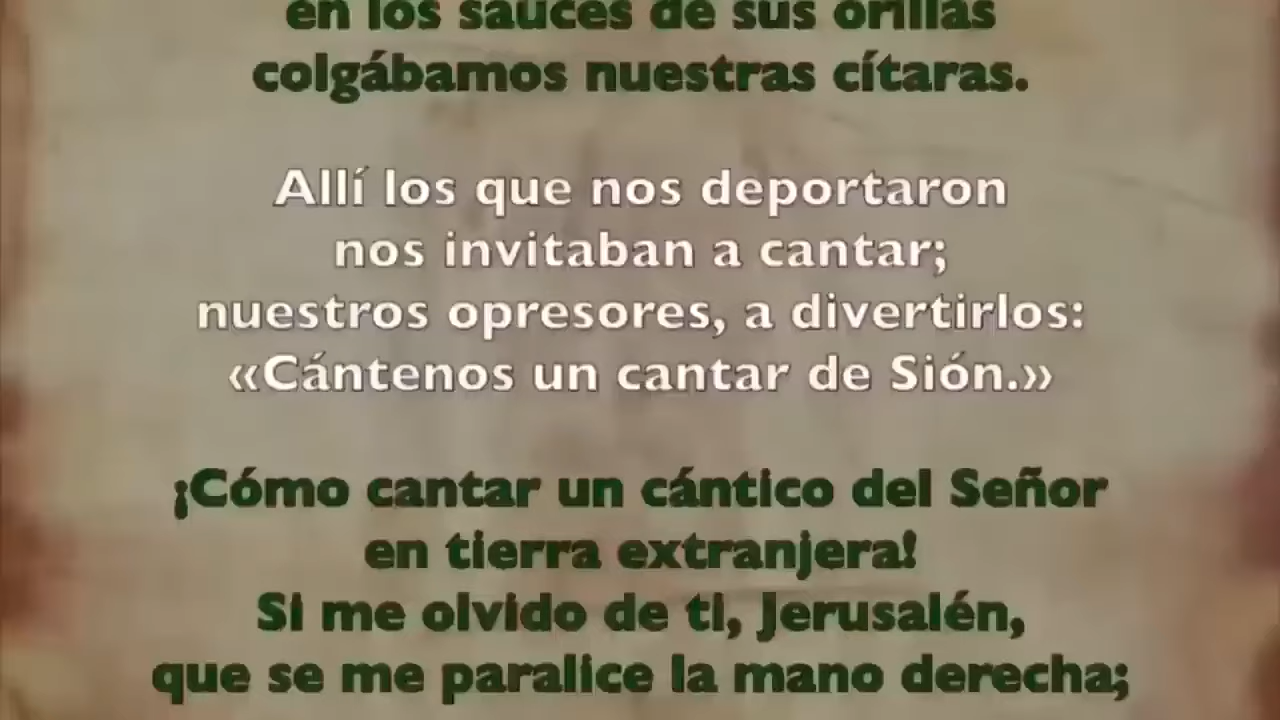 en los sauces de sus orillas
colgábamos nuestras cítaras.
Allí los que nos deportaron
nos invitaban a cantar;
nuestros opresores, a divertirlos:
«Cántenos un cantar de Sión.»
¡Cómo cantar un cántico del Señor
en tierra extranjera!
Si me olvido de ti, Jerusalén,
que se me paralice la mano derecha;